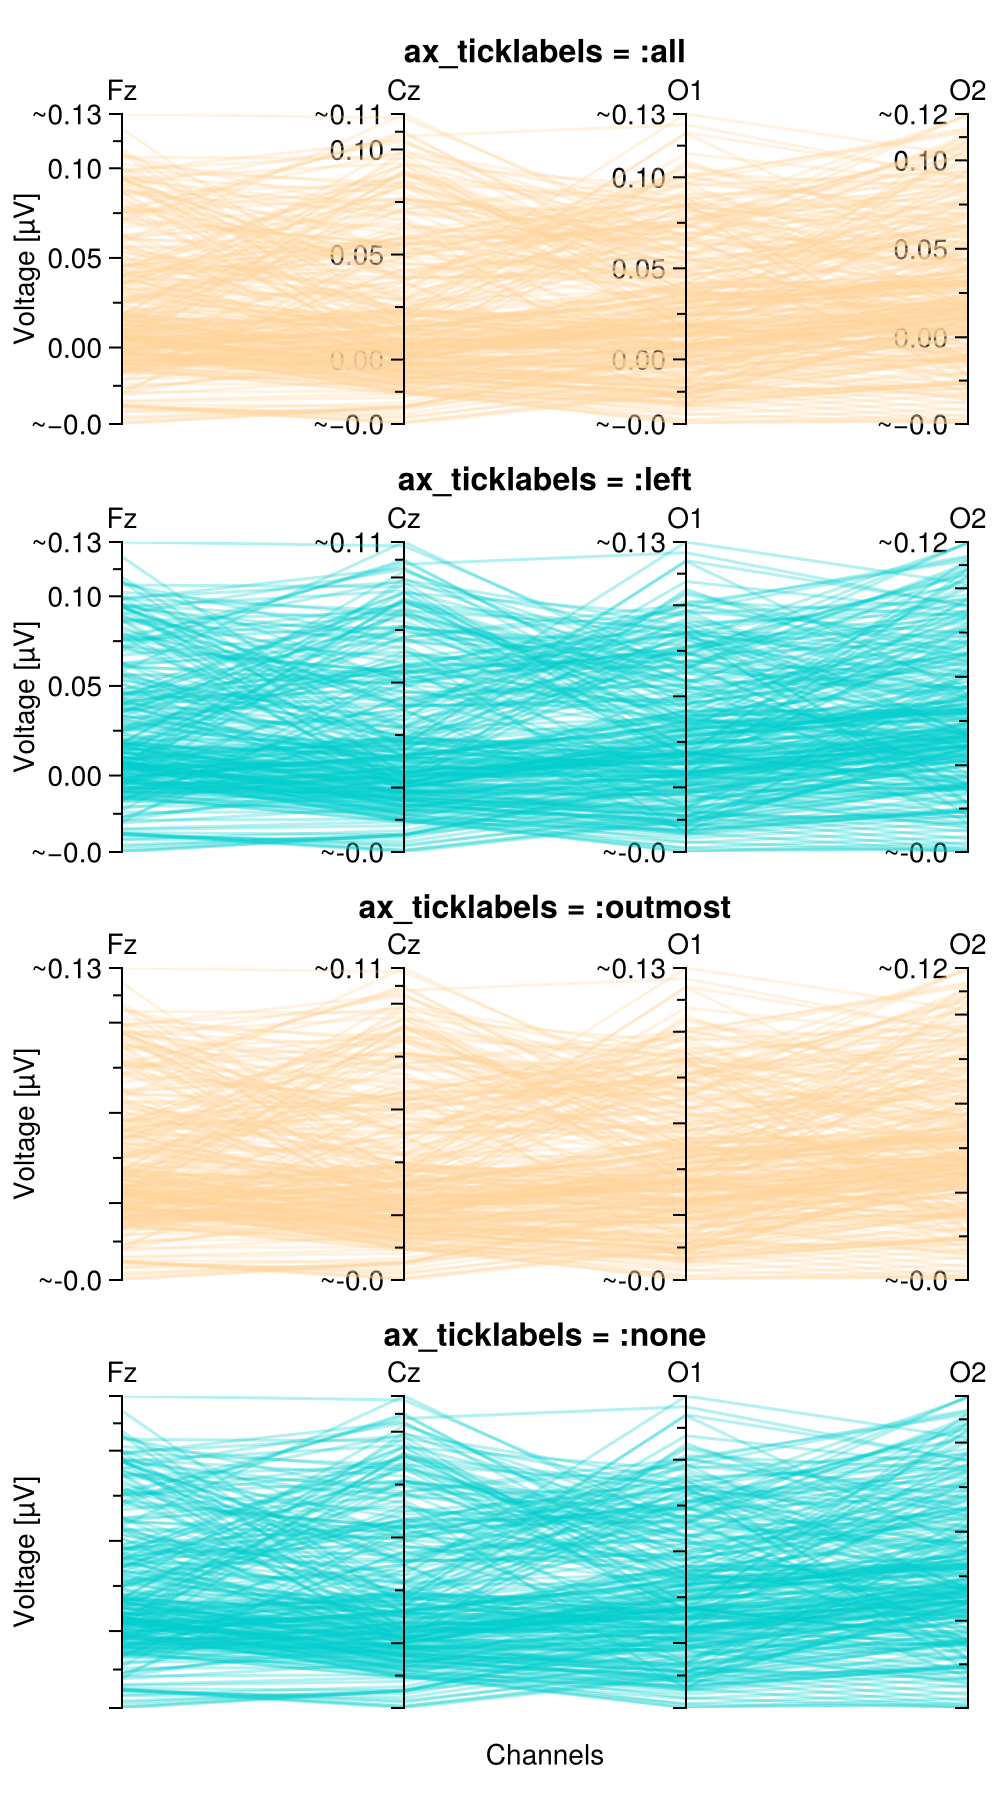 ax_ticklabels = :all
Fz Cz O1 O2
~0.13 ~0.11 ~0.13 ~0.12
0.10 0.10 0.10 0.10
0.05 0.05 0.05 0.05
0.00 0.00 0.00 0.00
~−0.0 ~−0.0 ~−0.0 ~−0.0
Voltage [µV]
ax_ticklabels = :left
Fz Cz O1 O2
~0.13 ~0.11 ~0.13 ~0.12
0.10
0.05
0.00
~−0.0 ~-0.0 ~-0.0 ~-0.0
Voltage [µV]
ax_ticklabels = :outmost
Fz Cz O1 O2
~0.13 ~0.11 ~0.13 ~0.12
~-0.0 ~-0.0 ~-0.0 ~-0.0
Voltage [µV]
ax_ticklabels = :none
Fz Cz O1 O2
Voltage [µV]
Channels